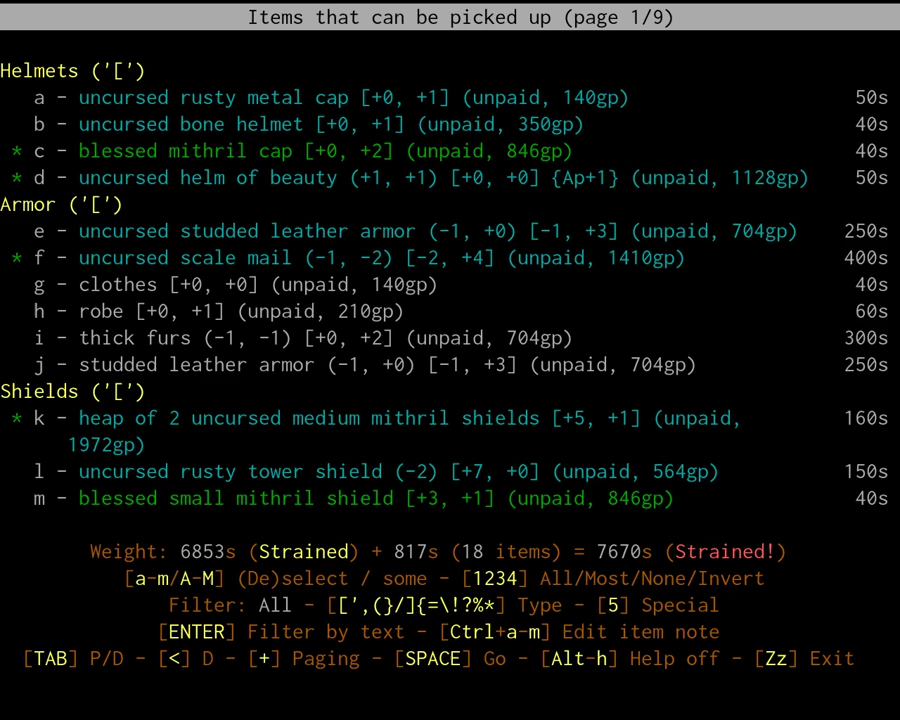 Items that can be picked up (page 1/9)
Helmets ('[')
a - uncursed rusty metal cap [+0, +1] (unpaid, 140gp) 50s
b - uncursed bone helmet [+0, +1] (unpaid, 350gp) 40s
* c - blessed mithril cap [+0, +2] (unpaid, 846gp) 40s
* d - uncursed helm of beauty (+1, +1) [+0, +0] {Ap+1} (unpaid, 1128gp) 50s
Armor ('[')
e - uncursed studded leather armor (-1, +0) [-1, +3] (unpaid, 704gp) 250s
* f - uncursed scale mail (-1, -2) [-2, +4] (unpaid, 1410gp) 400s
g - clothes [+0, +0] (unpaid, 140gp) 40s
h - robe [+0, +1] (unpaid, 210gp) 60s
i - thick furs (-1, -1) [+0, +2] (unpaid, 704gp) 300s
j - studded leather armor (-1, +0) [-1, +3] (unpaid, 704gp) 250s
Shields ('[')
* k - heap of 2 uncursed medium mithril shields [+5, +1] (unpaid, 160s
1972gp)
l - uncursed rusty tower shield (-2) [+7, +0] (unpaid, 564gp) 150s
m - blessed small mithril shield [+3, +1] (unpaid, 846gp) 40s
Weight: 6853s (Strained) + 817s (18 items) = 7670s (Strained!)
[a-m/A-M] (De)select / some - [1234] All/Most/None/Invert
Filter: All - [[',(}/]{=\!?%*] Type - [5] Special
[ENTER] Filter by text - [Ctrl+a-m] Edit item note
[TAB] P/D - [<] D - [+] Paging - [SPACE] Go - [Alt-h] Help off - [Zz] Exit